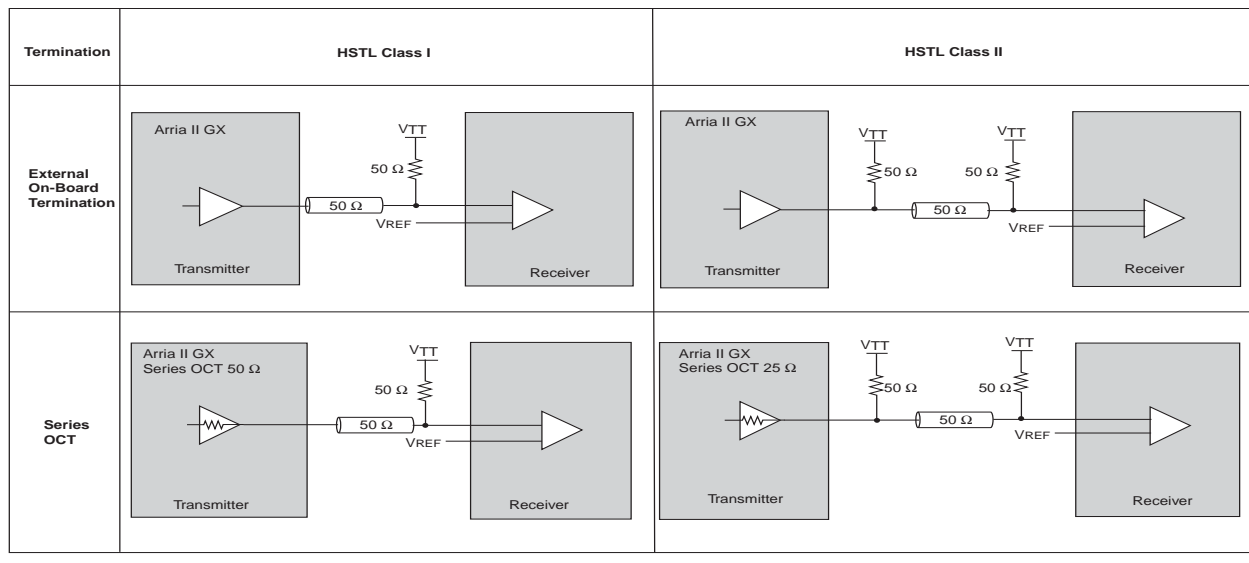 Termination
HSTL Class I
HSTL Class II
External
On-Board
Termination
Arria II GX
VTT
50 Ω
50 Ω
VREF
Transmitter
Receiver
Arria II GX
VTT
VTT
50 Ω
50 Ω
50 Ω
VREF
Transmitter
Receiver
Series
OCT
Arria II GX
Series OCT 50 Ω
VTT
50 Ω
50 Ω
VREF
Transmitter
Receiver
Arria II GX
Series OCT 25 Ω
VTT
VTT
50 Ω
50 Ω
50 Ω
VREF
Transmitter
Receiver